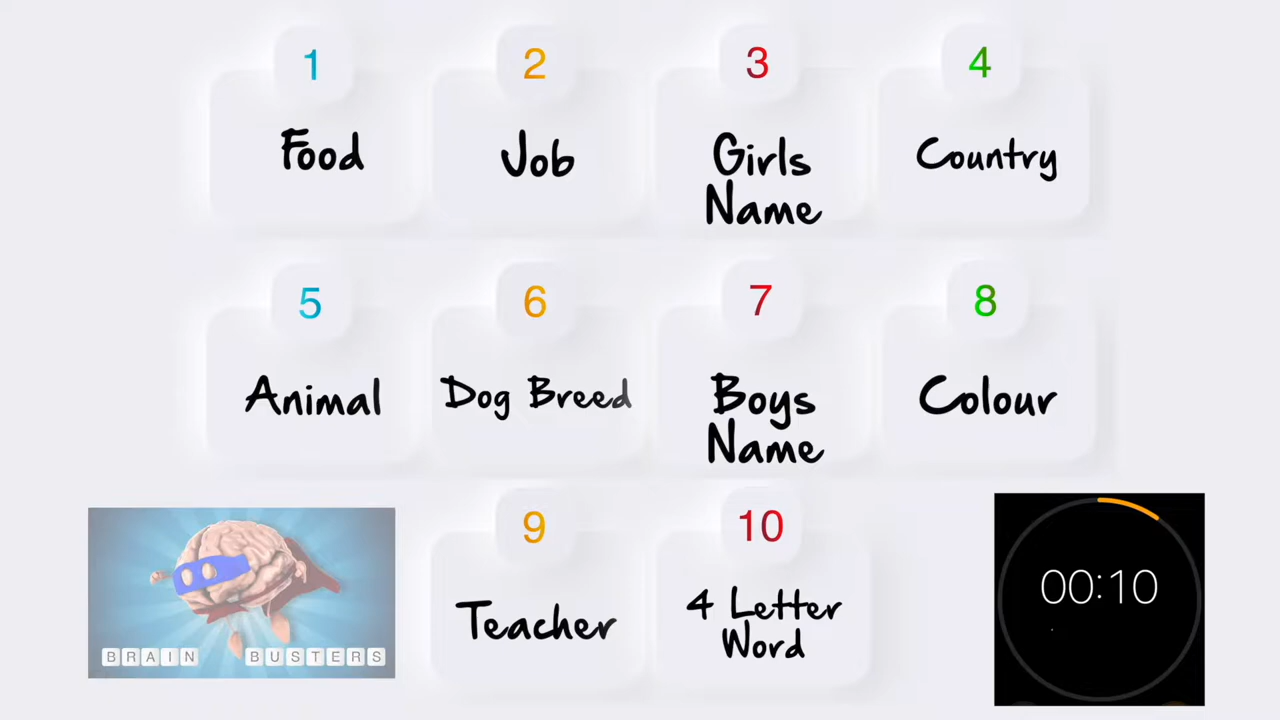 1
Food
2
Job
3
Girls
Name
4
Country
5
Animal
6
Dog Breed
7
Boys
Name
8
Colour
9
Teacher
10
4 Letter
Word
BRAIN BUSTERS
00:10